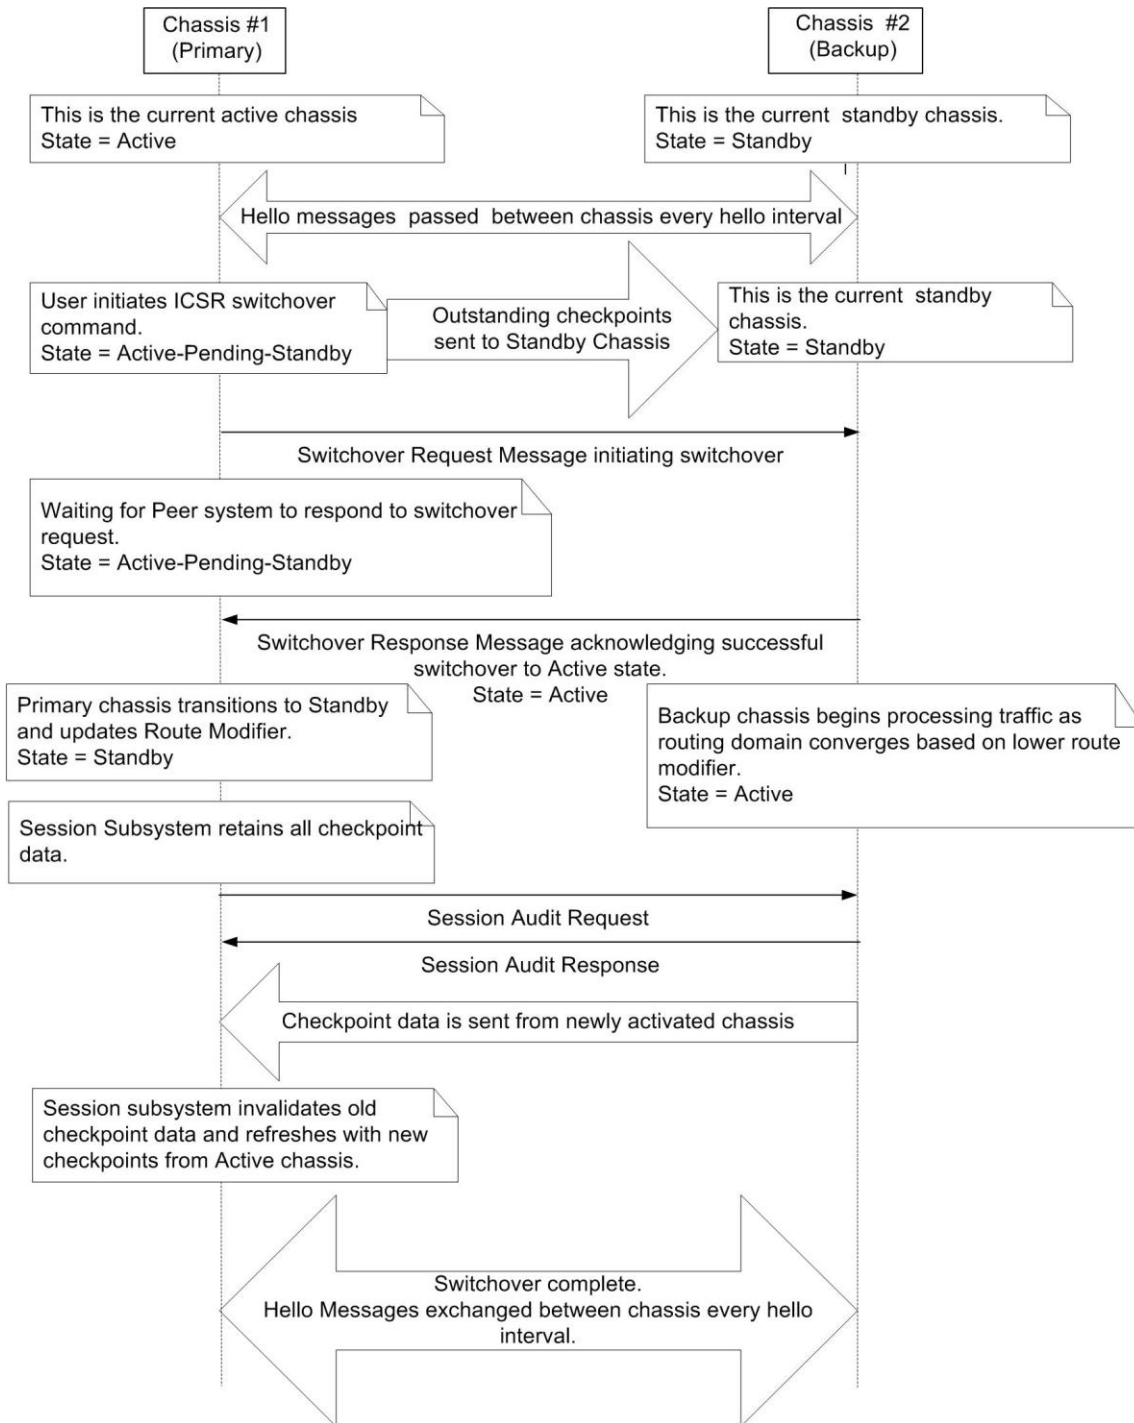 Chassis #1
(Primary)
Chassis #2
(Backup)
This is the current active chassis
State = Active
This is the current standby chassis.
State = Standby
Hello messages passed between chassis every hello interval
User initiates ICSR switchover
command.
State = Active-Pending-Standby
Outstanding checkpoints
sent to Standby Chassis
This is the current standby
chassis.
State = Standby
Switchover Request Message initiating switchover
Waiting for Peer system to respond to switchover
request.
State = Active-Pending-Standby
Switchover Response Message acknowledging successful
switchover to Active state.
State = Active
Primary chassis transitions to Standby
and updates Route Modifier.
State = Standby
Backup chassis begins processing traffic as
routing domain converges based on lower route
modifier.
State = Active
Session Subsystem retains all checkpoint
data.
Session Audit Request
Session Audit Response
Checkpoint data is sent from newly activated chassis
Session subsystem invalidates old
checkpoint data and refreshes with new
checkpoints from Active chassis.
Switchover complete.
Hello Messages exchanged between chassis every hello
interval.